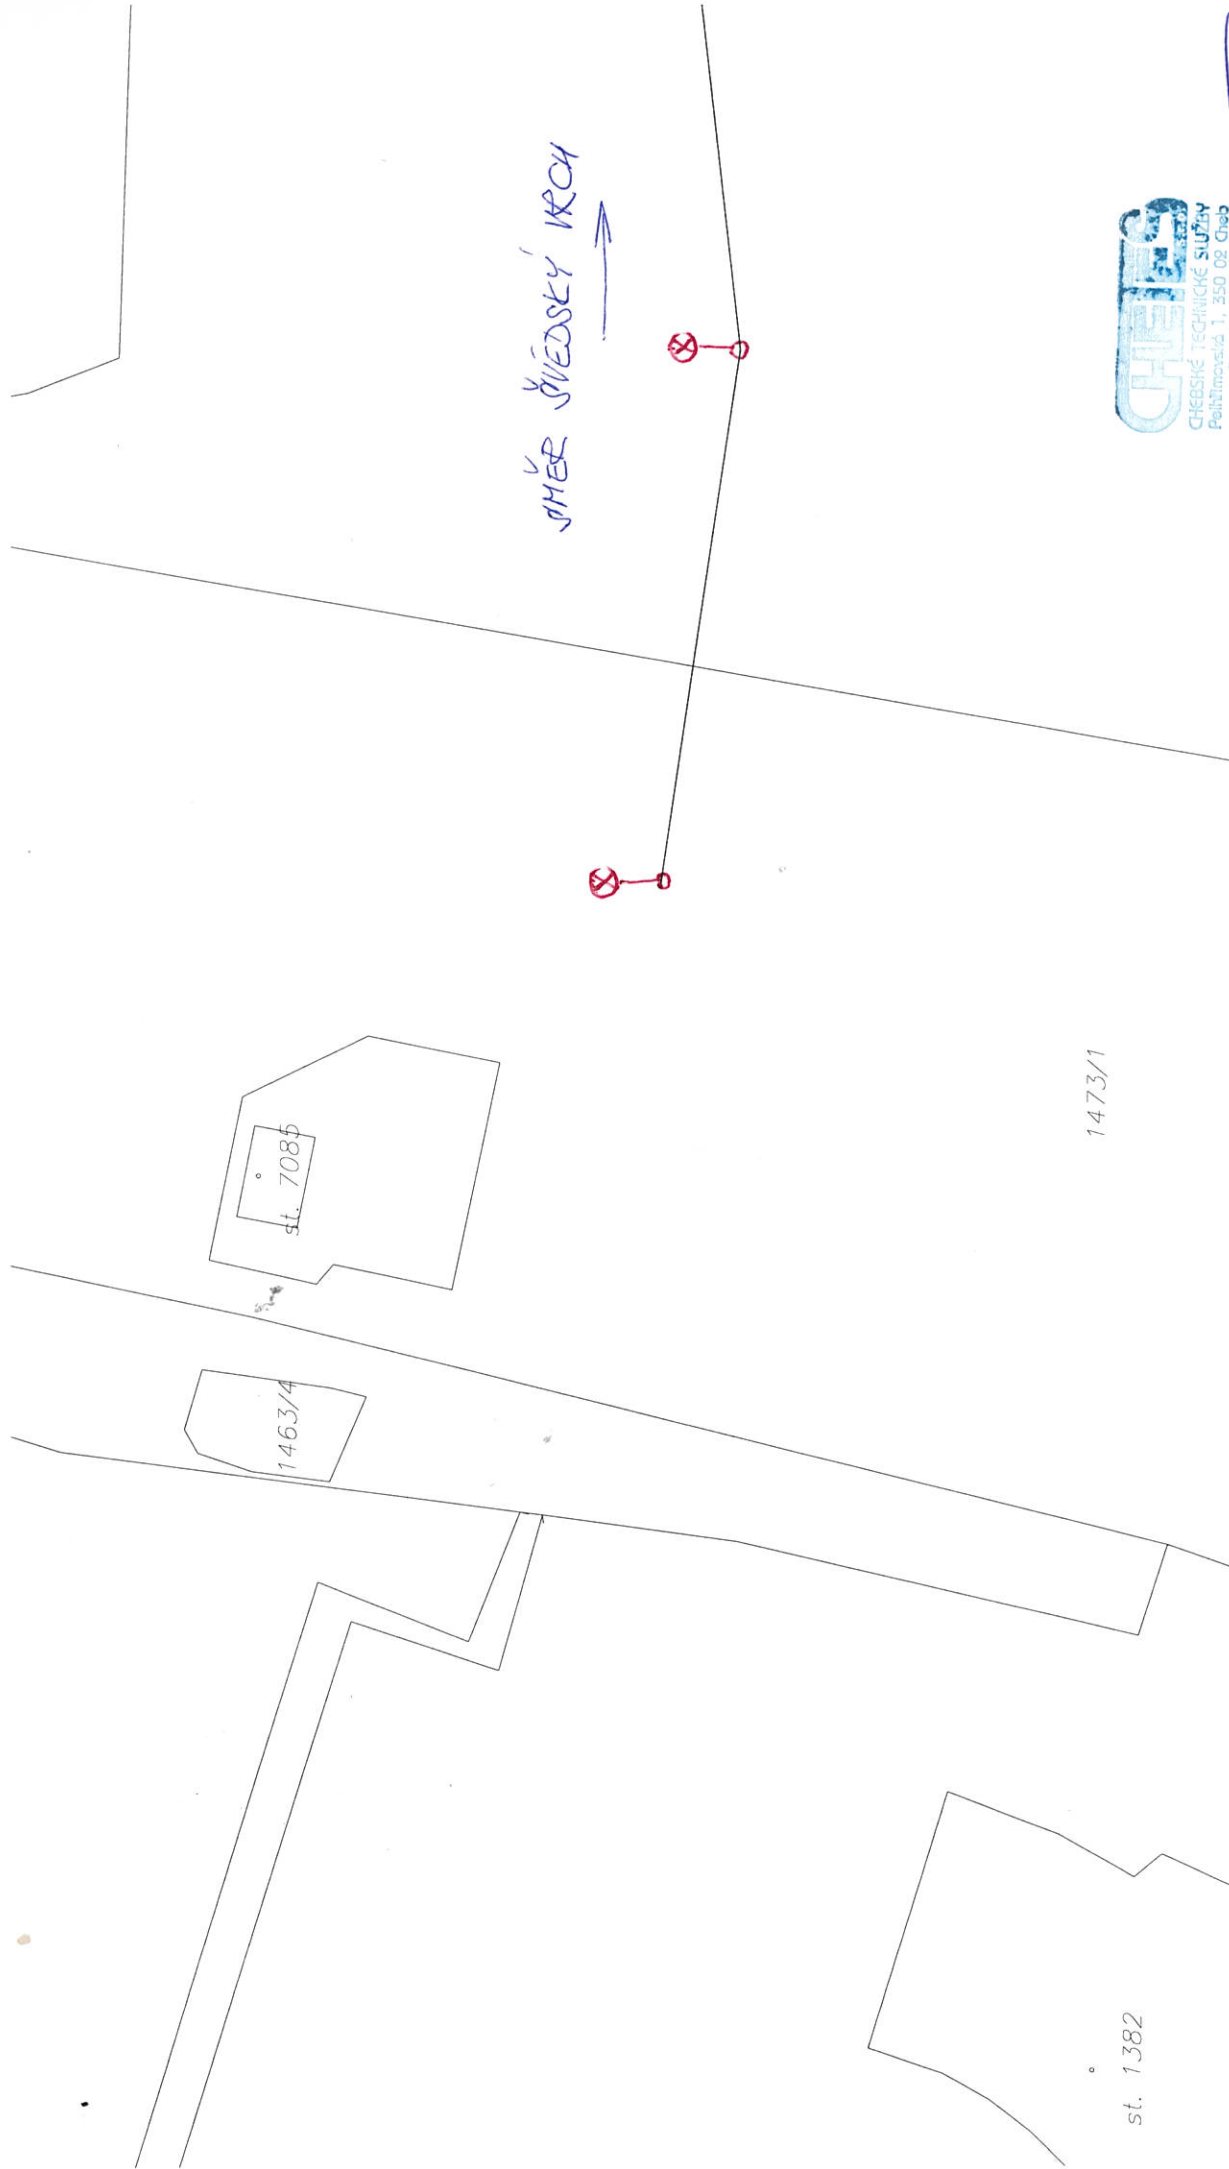 SMĚR ŠVÉDSKÝ VRCH
st. 7085
1463/4
1473/1
st. 1382
CHETES
CHEBSKÉ TECHNICKÉ SLUŽBY
Pelhřimovská 1, 350 02 Cheb